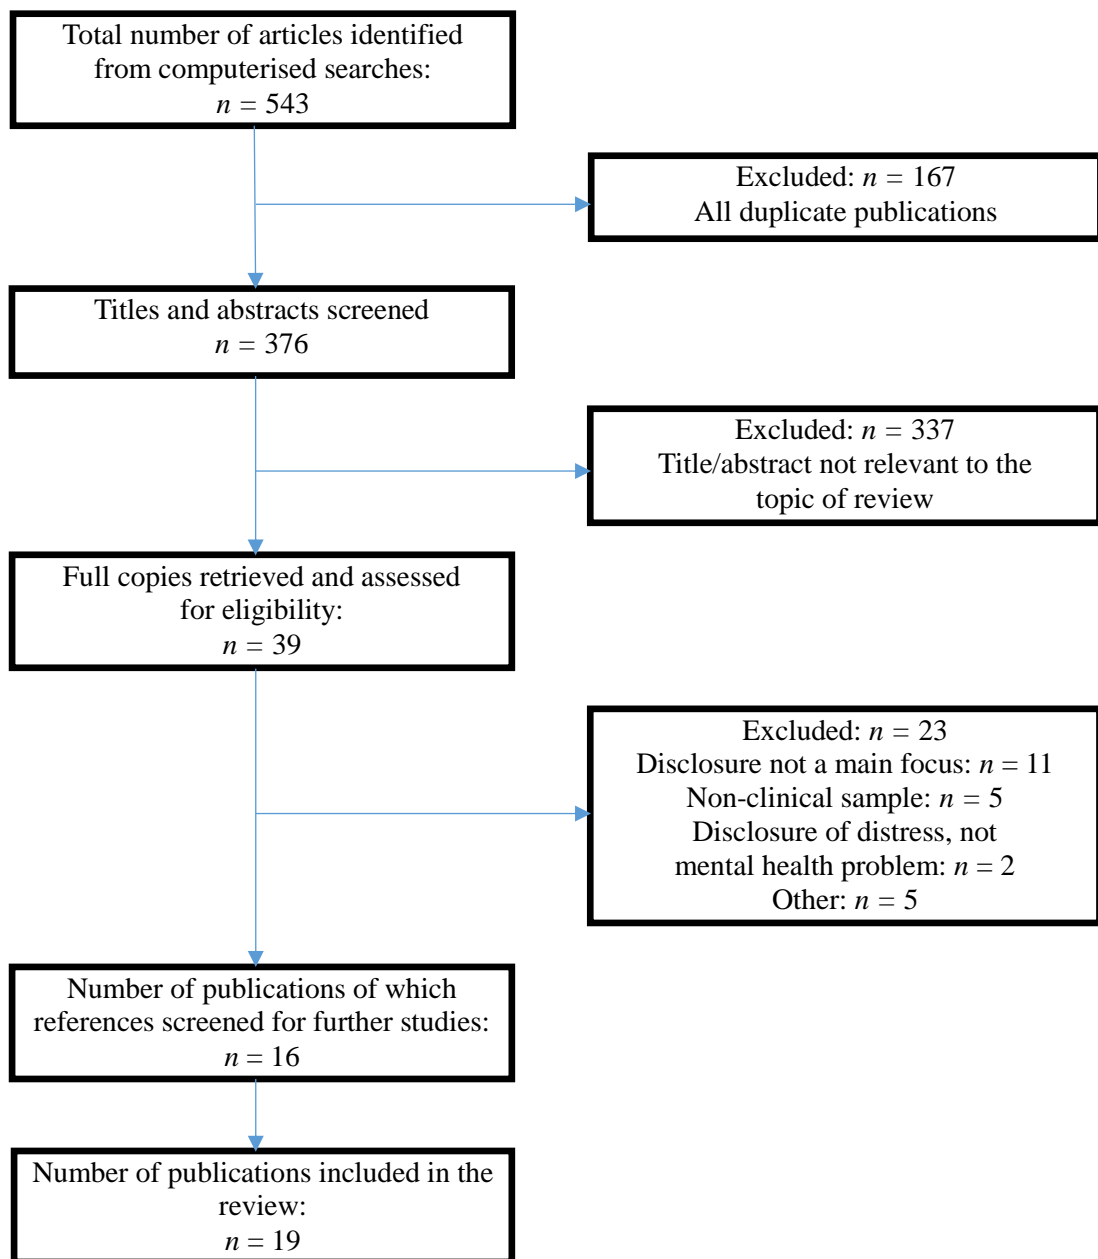 Total number of articles identified
from computerised searches:
n = 543
Excluded: n = 167
All duplicate publications
Titles and abstracts screened
n = 376
Excluded: n = 337
Title/abstract not relevant to the
topic of review
Full copies retrieved and assessed
for eligibility:
n = 39
Excluded: n = 23
Disclosure not a main focus: n = 11
Non-clinical sample: n = 5
Disclosure of distress, not
mental health problem: n = 2
Other: n = 5
Number of publications of which
references screened for further studies:
n = 16
Number of publications included in the
review:
n = 19